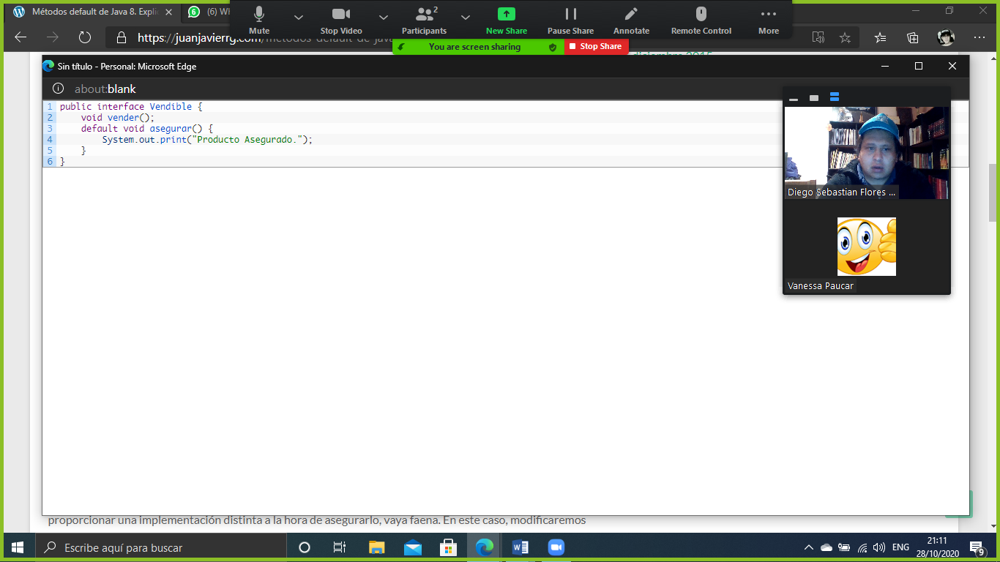 Métodos default de Java 8. Expli
6
(6) Wh
Mute
Stop Video
2
Participants
New Share
Pause Share
Annotate
Remote Control
More
https://juanjavierrg.com/metodos-default-de-java
You are screen sharing
Stop Share
diciembre 2015
Sin título - Personal: Microsoft Edge
about:blank
1 public interface Vendible {
2 void vender();
3 default void asegurar() {
4 System.out.print("Producto Asegurado.");
5 }
6 }
Diego Sebastian Flores ...
Vanessa Paucar
proporcionar una implementación distinta a la hora de asegurarlo, vaya faena. En este caso, modificaremos
Escribe aquí para buscar
ENG
21:11
28/10/2020
9